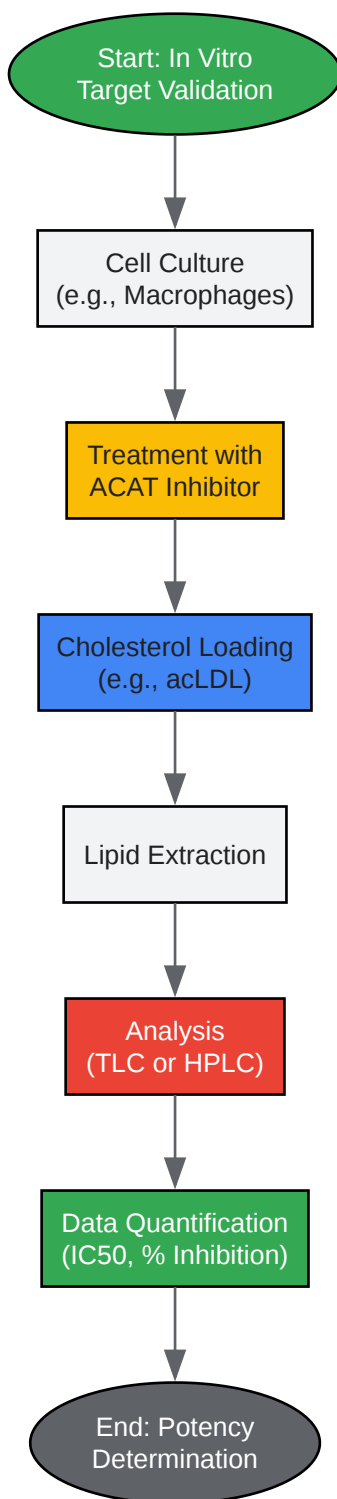 Start: In Vitro
Target Validation
Cell Culture
(e.g., Macrophages)
Treatment with
ACAT Inhibitor
Cholesterol Loading
(e.g., acLDL)
Lipid Extraction
Analysis
(TLC or HPLC)
Data Quantification
(IC50, % Inhibition)
End: Potency
Determination